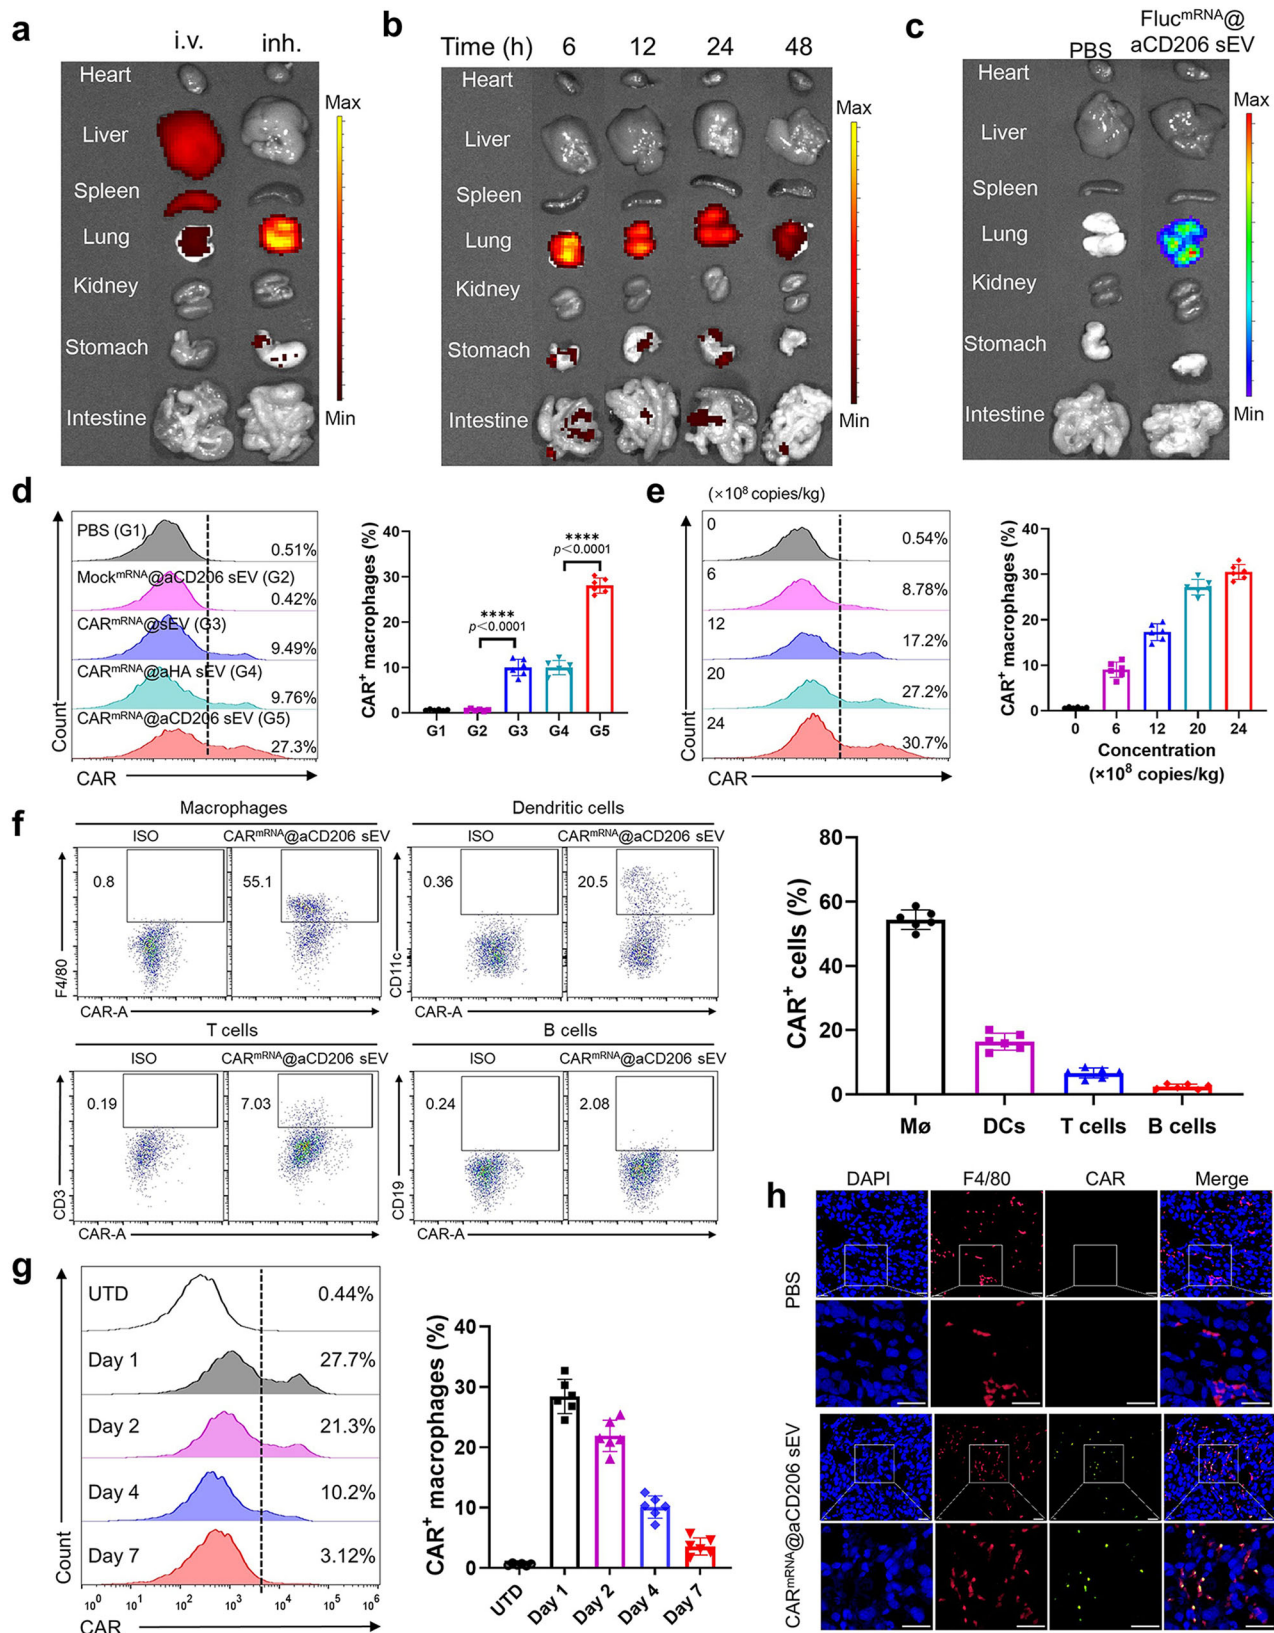 a
i.v. inh.
Heart
Liver
Spleen
Lung
Kidney
Stomach
Intestine
Max
Min
b
Time (h) 6 12 24 48
Heart
Liver
Spleen
Lung
Kidney
Stomach
Intestine
Max
Min
c
PBS Fluc^mRNA@
aCD206 sEV
Heart
Liver
Spleen
Lung
Kidney
Stomach
Intestine
Max
Min
d
PBS (G1)
0.51%
Mock^mRNA@aCD206 sEV (G2)
0.42%
CAR^mRNA@sEV (G3)
9.49%
CAR^mRNA@aHA sEV (G4)
9.76%
CAR^mRNA@aCD206 sEV (G5)
27.3%
Count
CAR
CAR⁺ macrophages (%)
40
30
20
10
0
****
p<0.0001
****
p<0.0001
G1 G2 G3 G4 G5
e
(×10⁸ copies/kg)
0 0.54%
6 8.78%
12 17.2%
20 27.2%
24 30.7%
Count
CAR
CAR⁺ macrophages (%)
40
30
20
10
0
0 6 12 20 24
Concentration
(×10⁸ copies/kg)
f
Macrophages
ISO CAR^mRNA@aCD206 sEV
0.8 55.1
F4/80
CAR-A
Dendritic cells
ISO CAR^mRNA@aCD206 sEV
0.36 20.5
CD11c
CAR-A
T cells
ISO CAR^mRNA@aCD206 sEV
0.19 7.03
CD3
CAR-A
B cells
ISO CAR^mRNA@aCD206 sEV
0.24 2.08
CD19
CAR-A
CAR⁺ cells (%)
80
60
40
20
0
Mø DCs T cells B cells
g
UTD 0.44%
Day 1 27.7%
Day 2 21.3%
Day 4 10.2%
Day 7 3.12%
Count
10⁰ 10¹ 10² 10³ 10⁴ 10⁵ 10⁶
CAR
CAR⁺ macrophages (%)
40
30
20
10
0
UTD Day 1 Day 2 Day 4 Day 7
h
DAPI F4/80 CAR Merge
PBS
CAR^mRNA@aCD206 sEV